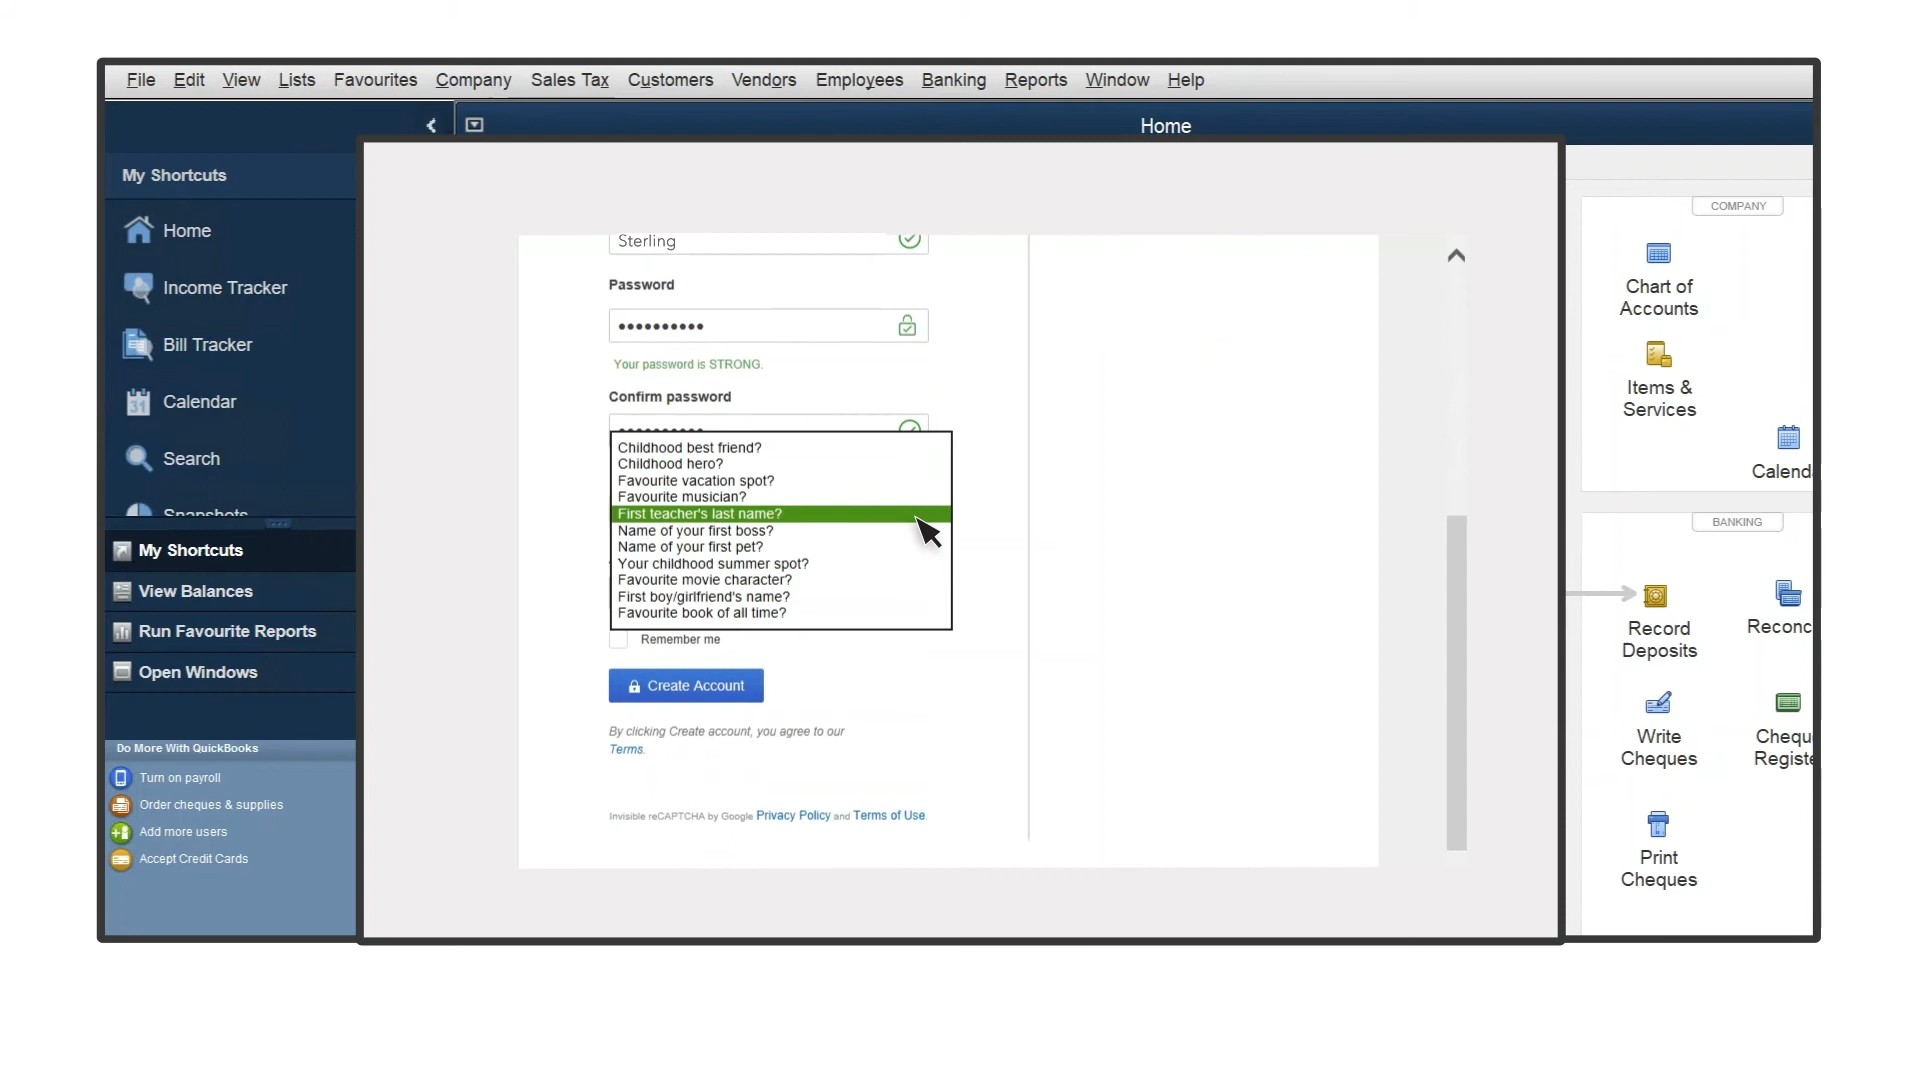 File Edit View Lists Favourites Company Sales Tax Customers Vendors Employees Banking Reports Window Help
Home
My Shortcuts
Home
Income Tracker
Bill Tracker
Calendar
Search
Snapshots
My Shortcuts
View Balances
Run Favourite Reports
Open Windows
Do More With QuickBooks
Turn on payroll
Order cheques & supplies
Add more users
Accept Credit Cards
Sterling
Password
Your password is STRONG.
Confirm password
Childhood best friend?
Childhood hero?
Favourite vacation spot?
Favourite musician?
First teacher's last name?
Name of your first boss?
Name of your first pet?
Your childhood summer spot?
Favourite movie character?
First boy/girlfriend's name?
Favourite book of all time?
Remember me
Create Account
By clicking Create account, you agree to our
Terms.
Invisible reCAPTCHA by Google Privacy Policy and Terms of Use.
COMPANY
Chart of
Accounts
Items &
Services
Calend
BANKING
Record
Deposits
Reconc
Write
Cheques
Chequ
Registe
Print
Cheques